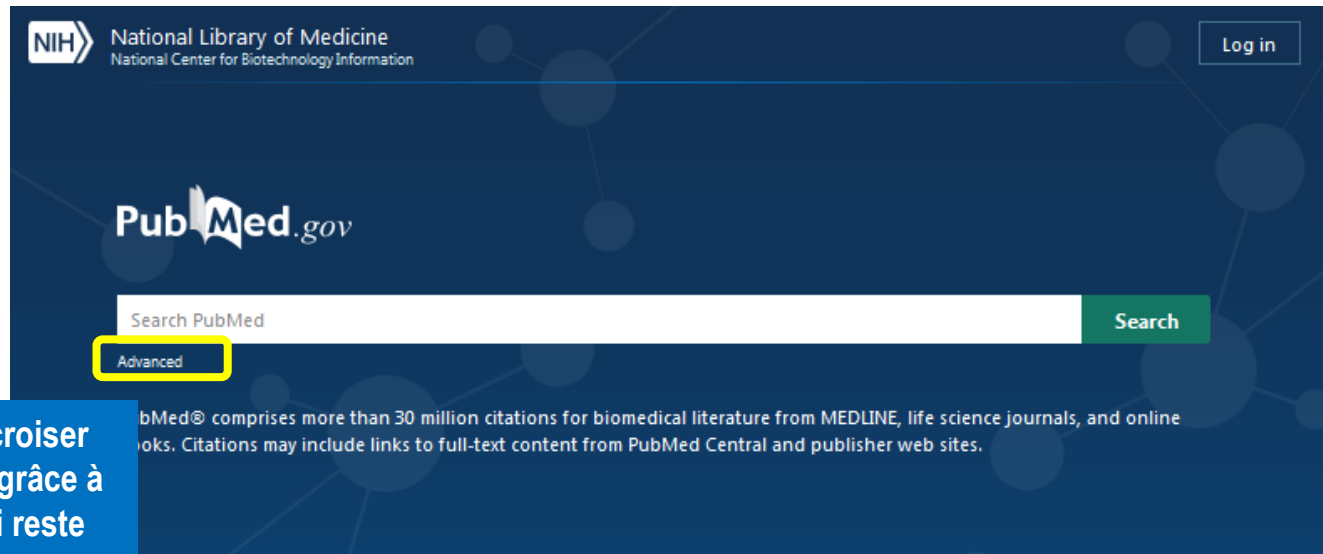 NIH
National Library of Medicine
National Center for Biotechnology Information
Log in
PubMed.gov
Search PubMed
Search
Advanced
bMed® comprises more than 30 million citations for biomedical literature from MEDLINE, life science journals, and online
ooks. Citations may include links to full-text content from PubMed Central and publisher web sites.
croiser
grâce à
i reste